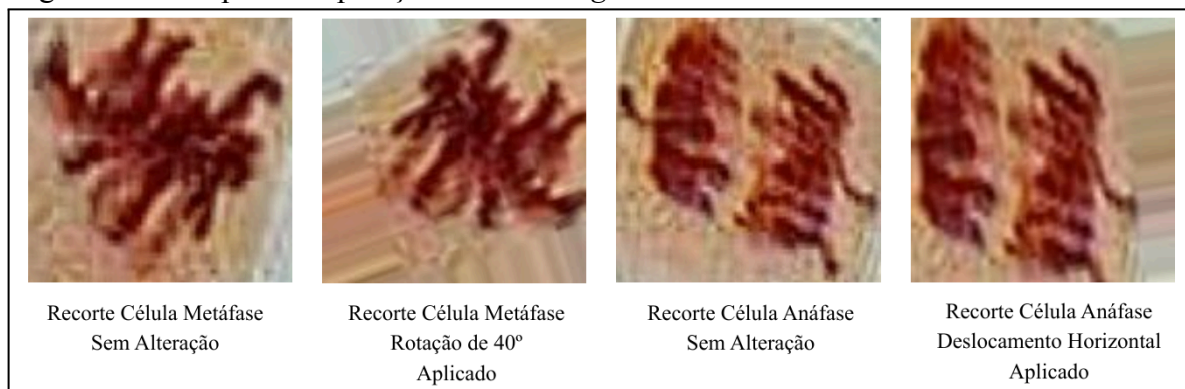 Recorte Célula Metáfase
Sem Alteração
Recorte Célula Metáfase
Rotação de 40º
Aplicado
Recorte Célula Anáfase
Sem Alteração
Recorte Célula Anáfase
Deslocamento Horizontal
Aplicado